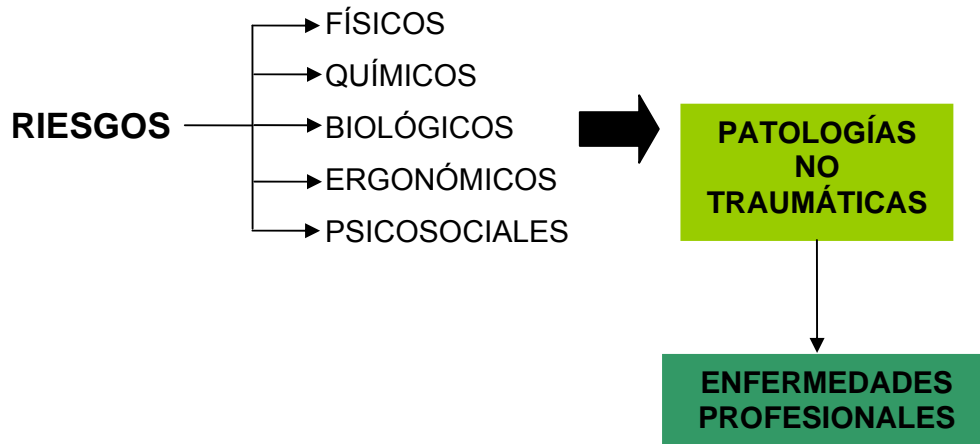 RIESGOS
FÍSICOS
QUÍMICOS
BIOLÓGICOS
ERGONÓMICOS
PSICOSOCIALES
PATOLOGÍAS
NO
TRAUMÁTICAS
ENFERMEDADES
PROFESIONALES